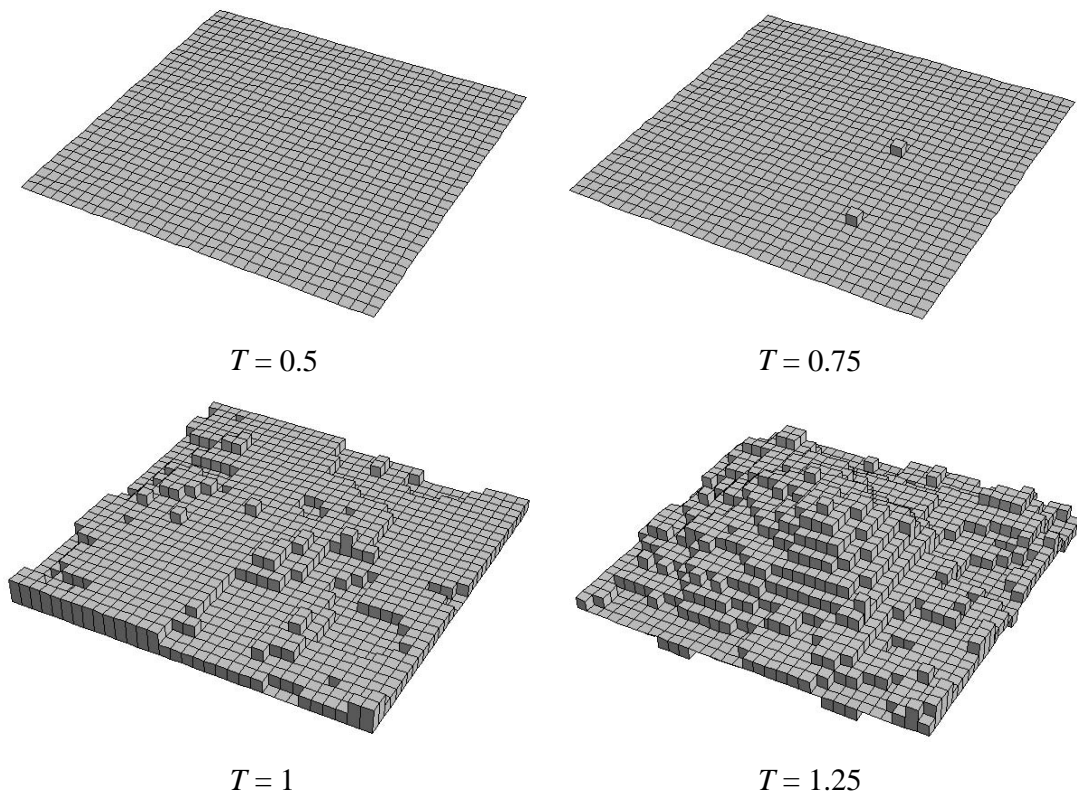 T = 0.5
T = 0.75
T = 1
T = 1.25